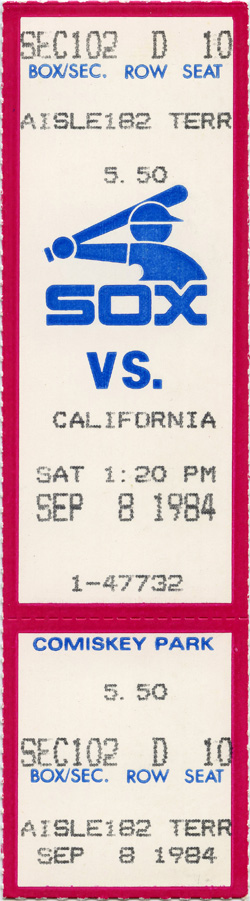 SEC102 D 10
BOX/SEC. ROW SEAT
AISLE182 TERR
5.50
SOX
VS.
CALIFORNIA
SAT 1:20 PM
SEP 8 1984
1-47732
COMISKEY PARK
5.50
SEC102 D 10
BOX/SEC. ROW SEAT
AISLE182 TERR
SEP 8 1984